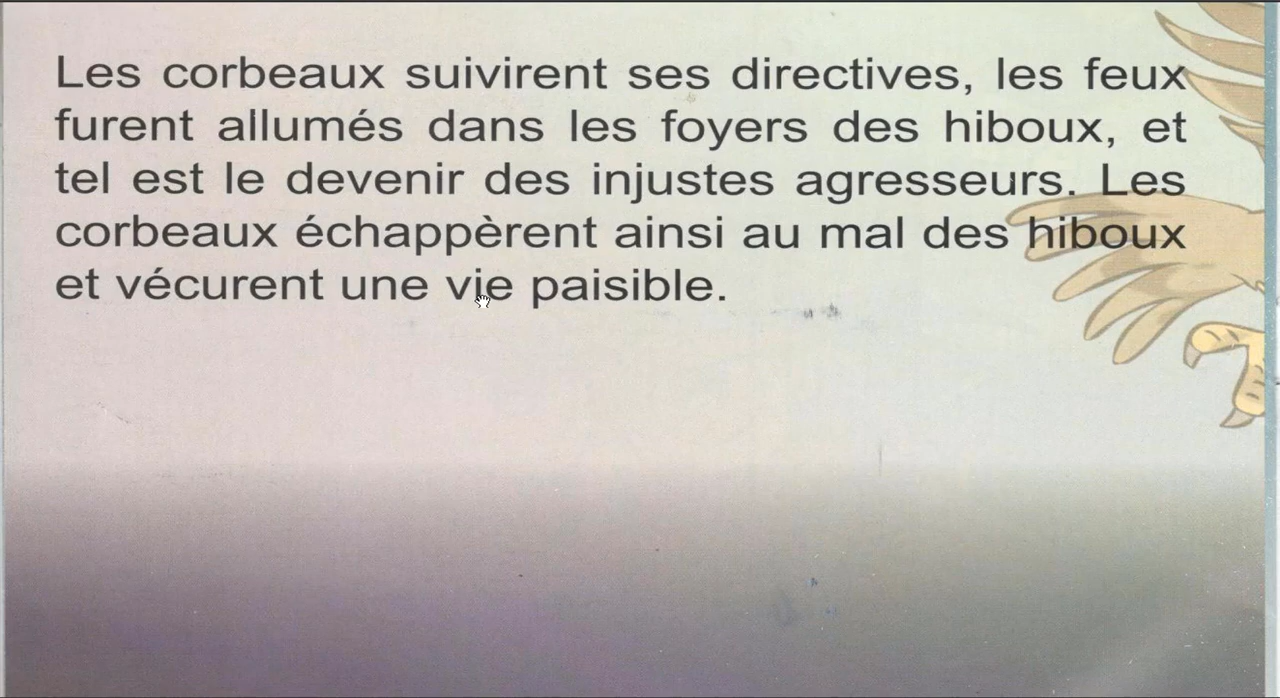 Les corbeaux suivirent ses directives, les feux
furent allumés dans les foyers des hiboux, et
tel est le devenir des injustes agresseurs. Les
corbeaux échappèrent ainsi au mal des hiboux
et vécurent une vie paisible.